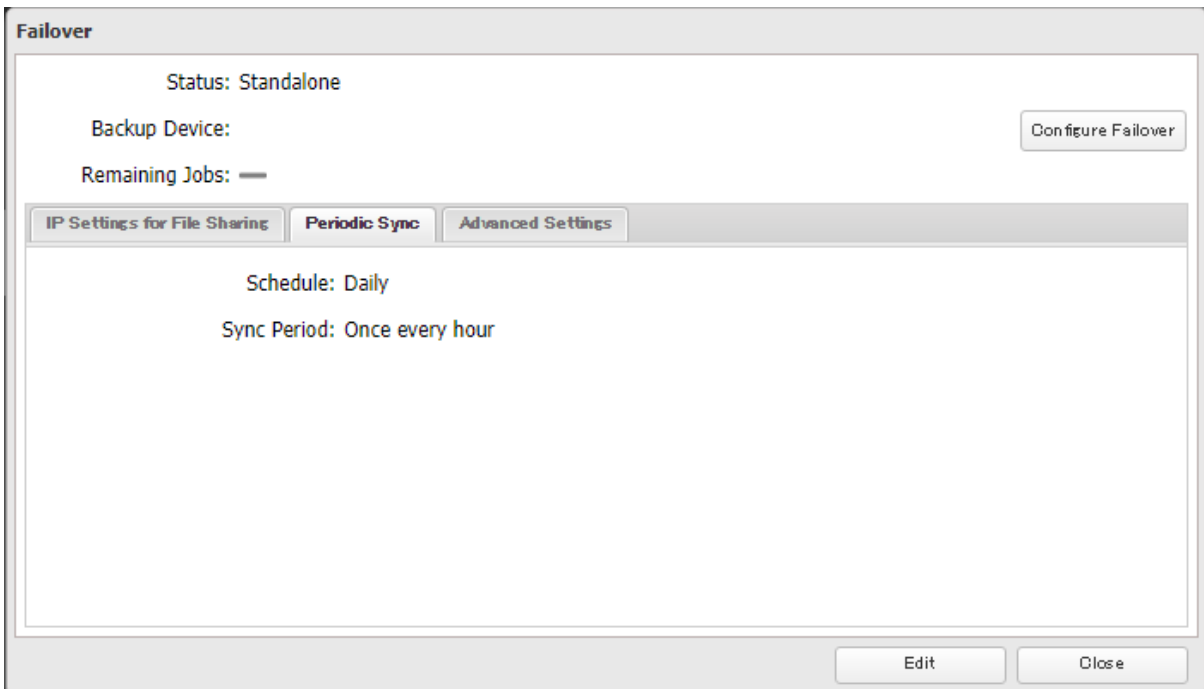 Failover
Status: Standalone
Backup Device:
Configure Failover
Remaining Jobs: —
IP Settings for File Sharing
Periodic Sync
Advanced Settings
Schedule: Daily
Sync Period: Once every hour
Edit
Close